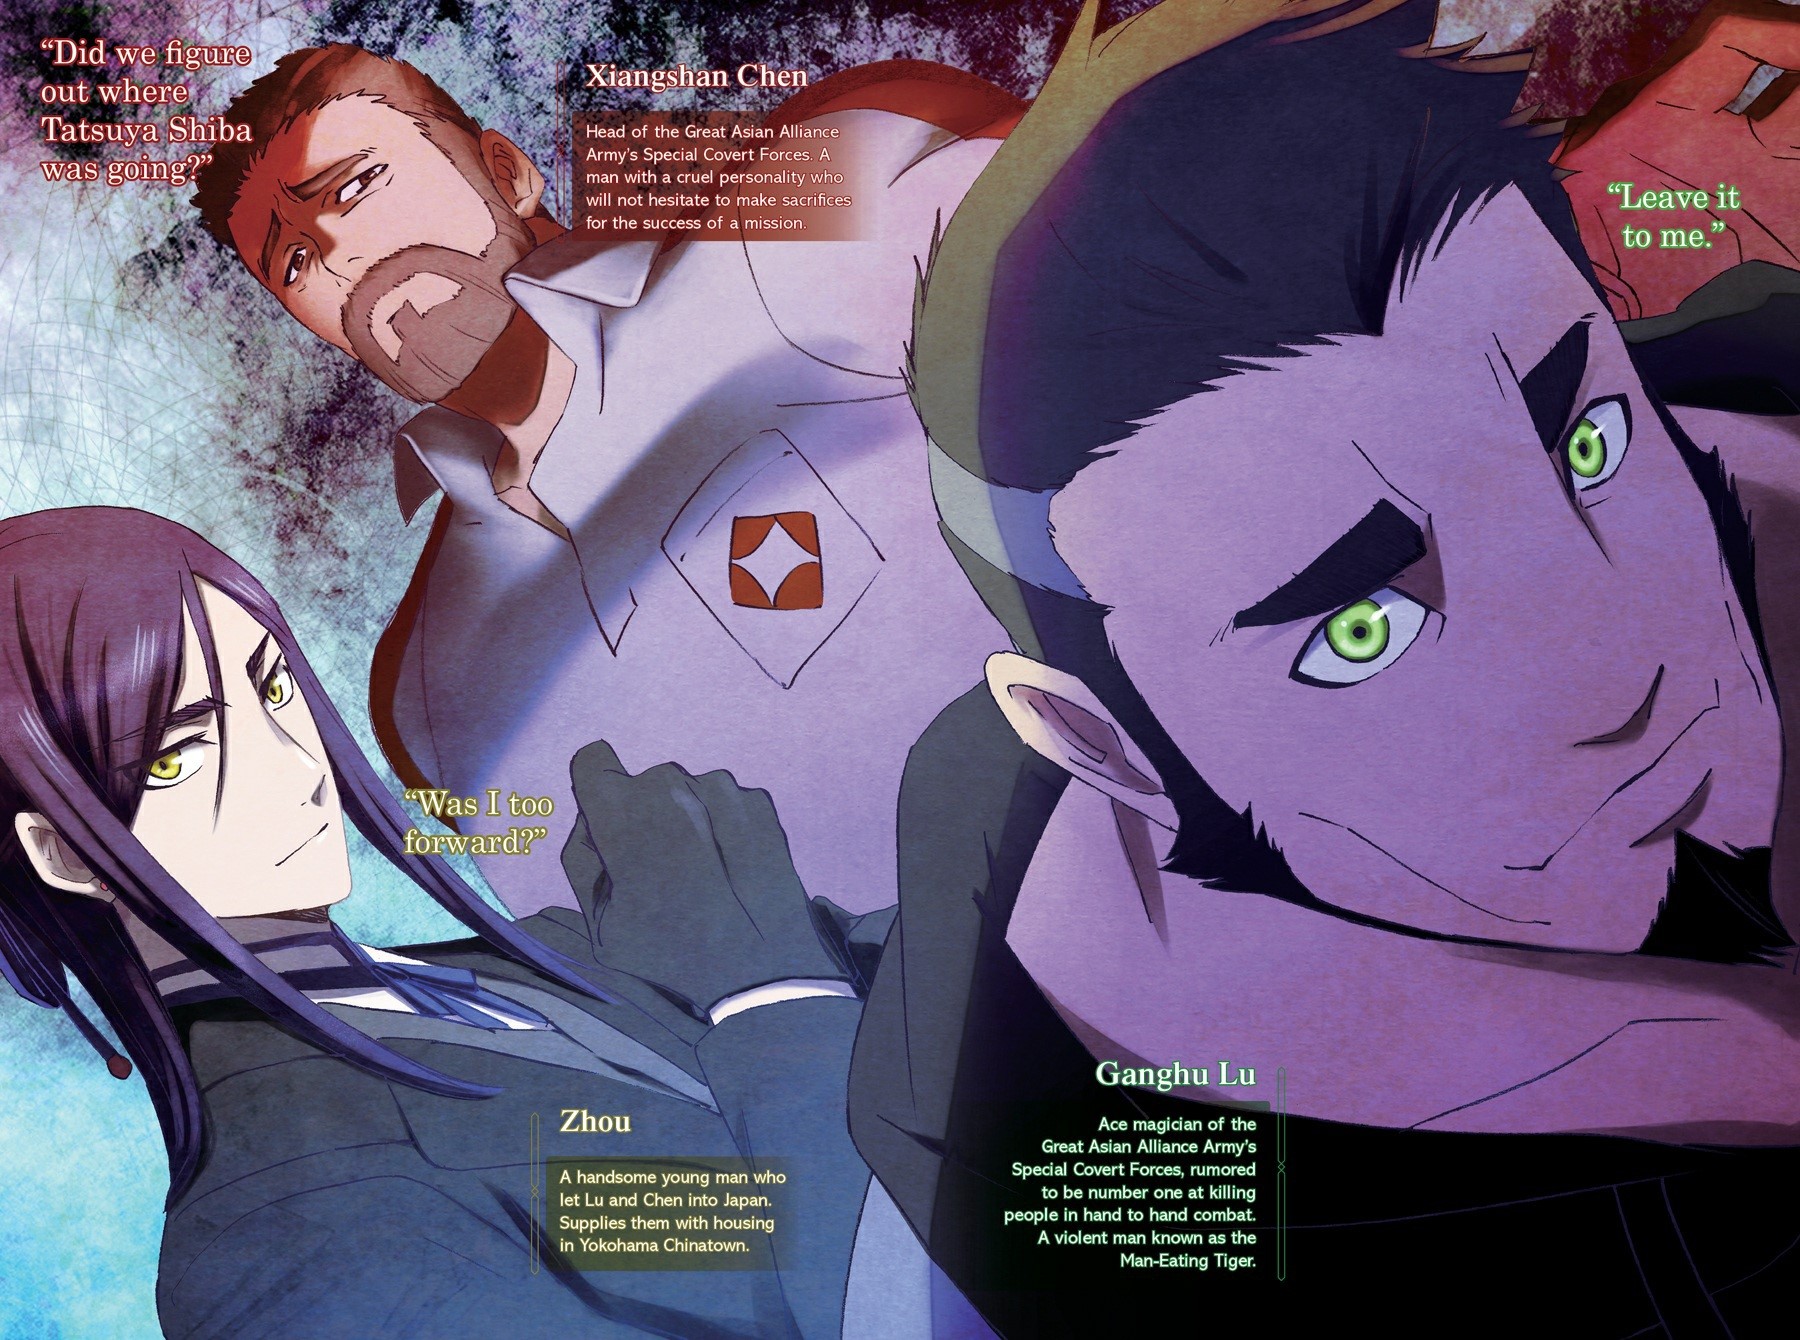 “Did we figure
out where
Tatsuya Shiba
was going?”
Xiangshan Chen
Head of the Great Asian Alliance
Army’s Special Covert Forces. A
man with a cruel personality who
will not hesitate to make sacrifices
for the success of a mission.
“Leave it
to me.”
“Was I too
forward?”
Zhou
A handsome young man who
let Lu and Chen into Japan.
Supplies them with housing
in Yokohama Chinatown.
Ganghu Lu
Ace magician of the
Great Asian Alliance Army’s
Special Covert Forces, rumored
to be number one at killing
people in hand to hand combat.
A violent man known as the
Man-Eating Tiger.